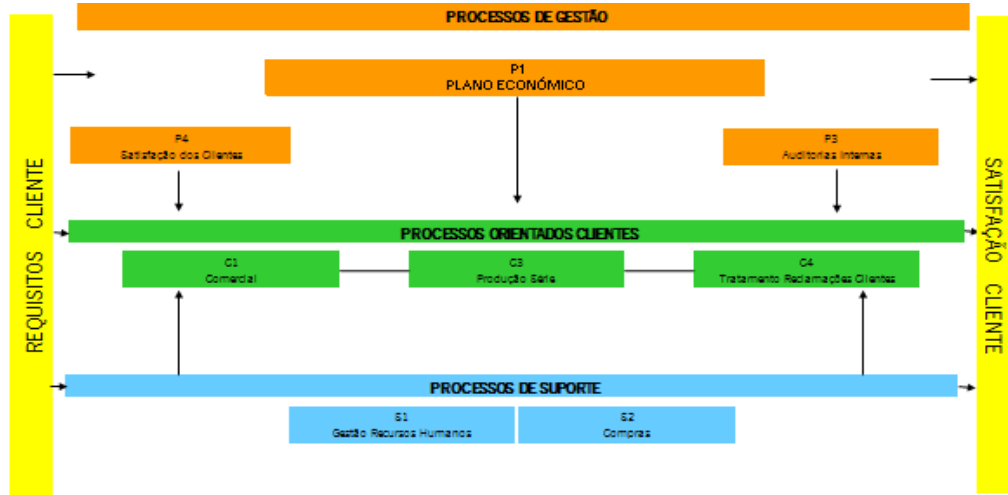 PROCESSOS DE GESTÃO
P1
PLANO ECONÓMICO
P4
Satisfação dos Clientes
P3
Auditorias Internas
REQUISITOS CLIENTE
SATISFAÇÃO CLIENTE
PROCESSOS ORIENTADOS CLIENTES
C1
Comercial
C3
Produção Série
C4
Tratamento Reclamações Clientes
PROCESSOS DE SUPORTE
S1
Gestão Recursos Humanos
S2
Compras